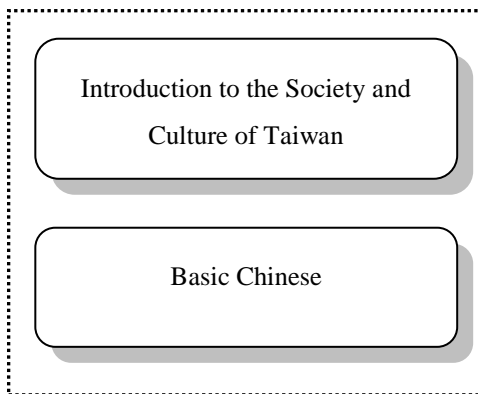 Introduction to the Society and
Culture of Taiwan
Basic Chinese